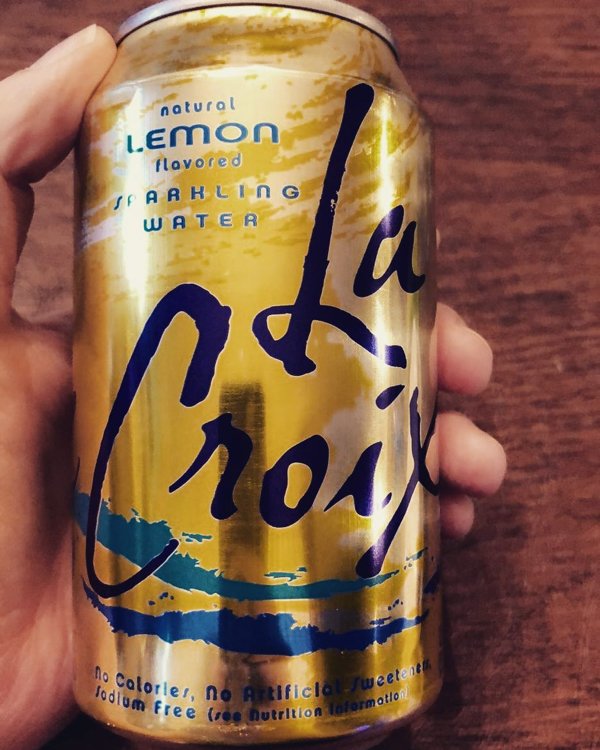 natural
LEMON
flavored
SPARKLING
WATER
La
Croix
No Calories, No Artificial Sweeteners,
Sodium Free (see Nutrition Information)